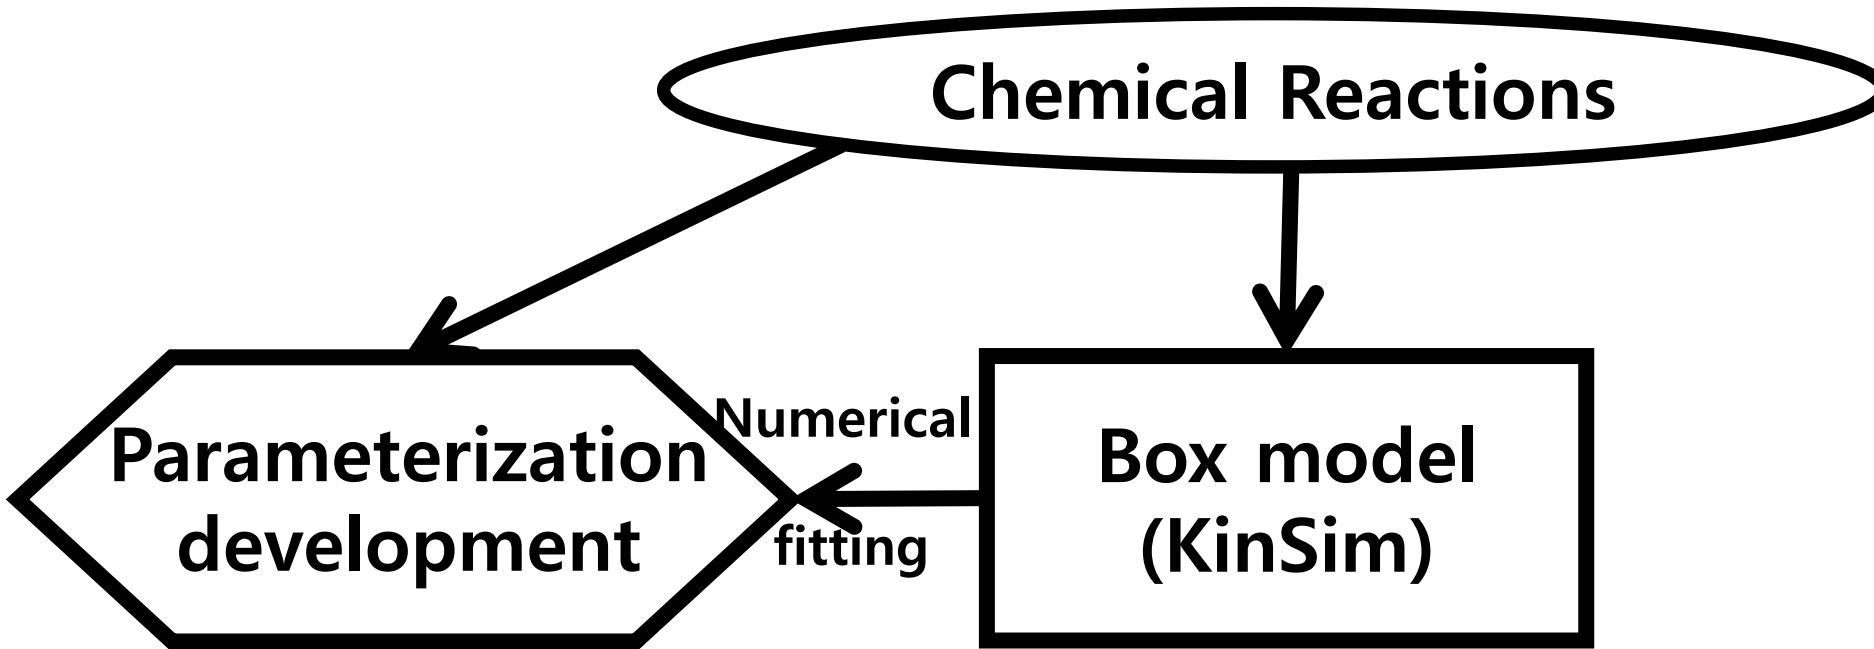 Chemical Reactions
Parameterization
development
Numerical
fitting
Box model
(KinSim)